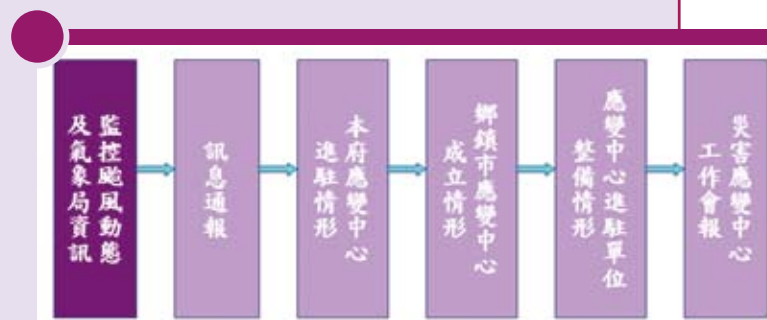 監控颱風動態
及氣象局資訊
訊息通報
本府應變中心
進駐情形
鄉鎮市應變中心
成立情形
應變中心進駐單位
整備情形
災害應變中心
工作會報